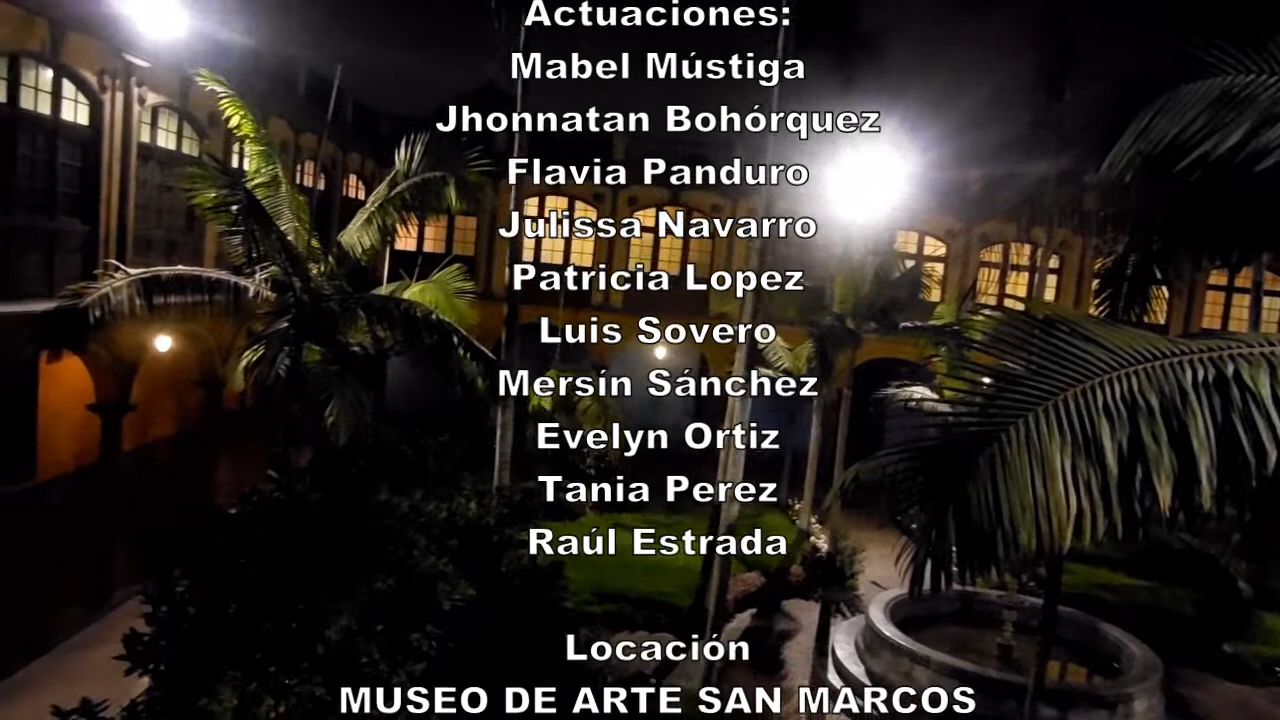 Actuaciones:
Mabel Mústiga
Jhonnatan Bohórquez
Flavia Panduro
Julissa Navarro
Patricia Lopez
Luis Sovero
Mersín Sánchez
Evelyn Ortiz
Tania Perez
Raúl Estrada
Locación
MUSEO DE ARTE SAN MARCOS